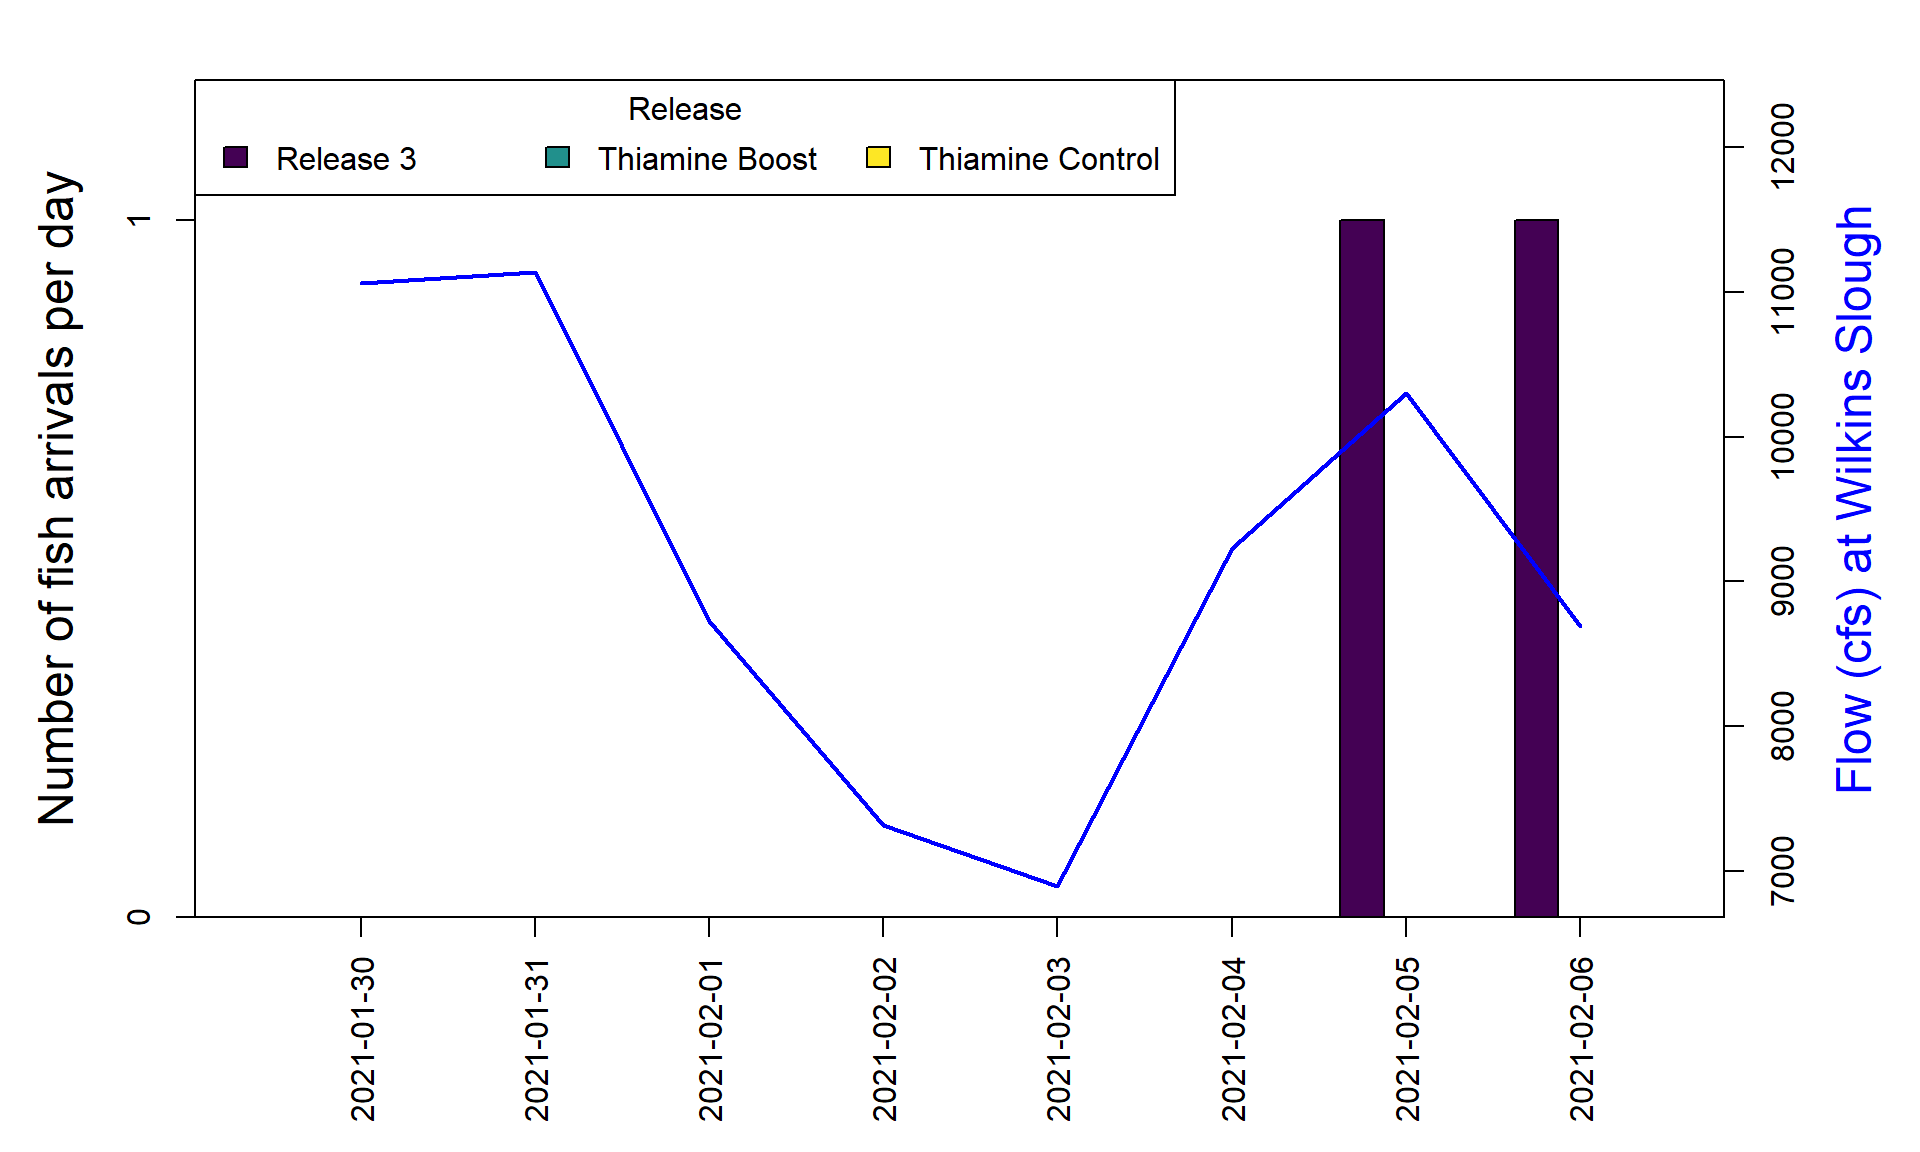 Release
Release 3
Thiamine Boost
Thiamine Control
Number of fish arrivals per day
1
0
12000
11000
10000
9000
8000
7000
Flow (cfs) at Wilkins Slough
2021-01-30
2021-01-31
2021-02-01
2021-02-02
2021-02-03
2021-02-04
2021-02-05
2021-02-06